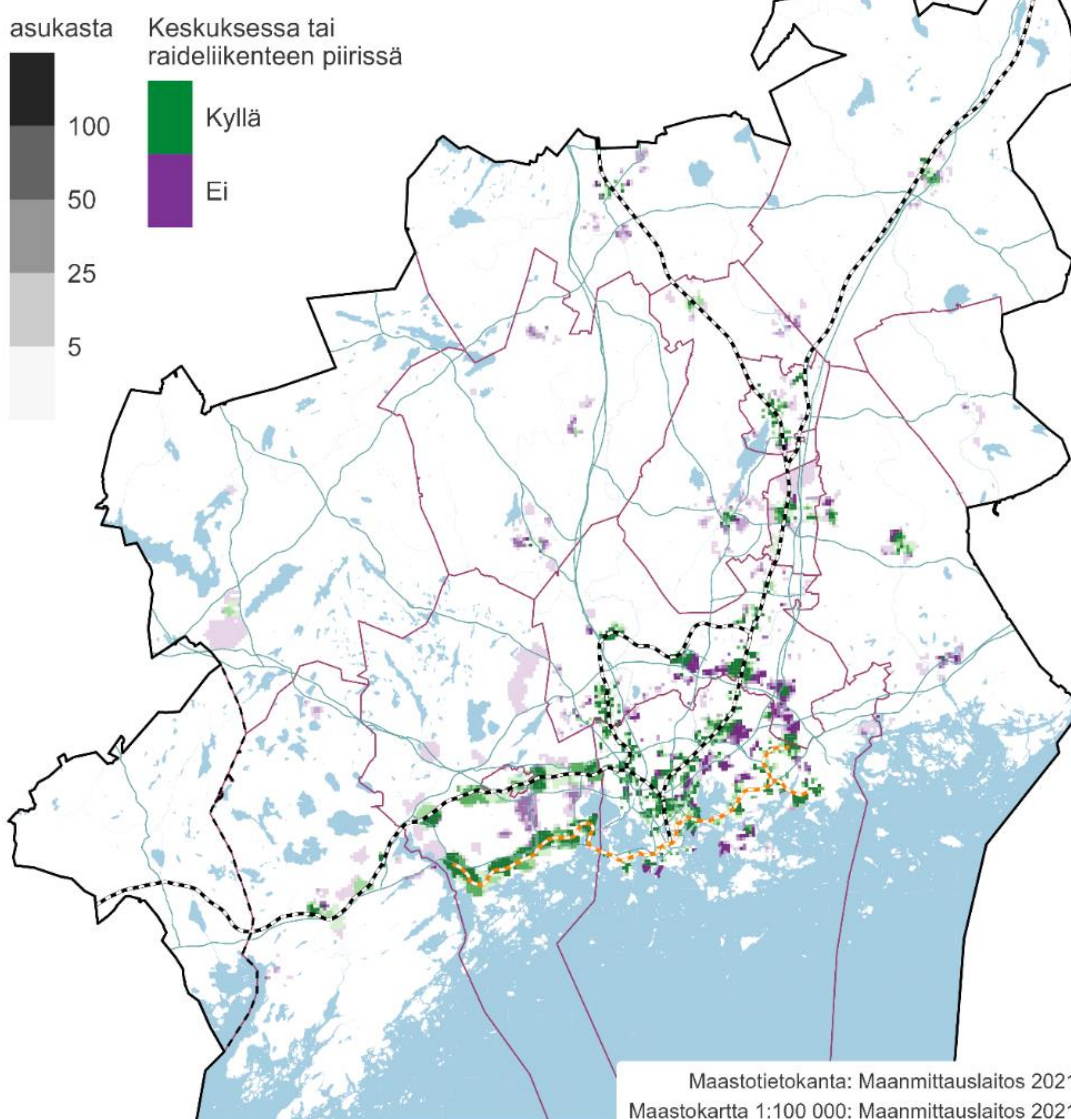 asukasta
100
50
25
5
Keskuksessa tai
raideliikenteen piirissä
Kyllä
Ei
Maastotietokanta: Maanmittauslaitos 2021
Maastokartta 1:100 000: Maanmittauslaitos 2021